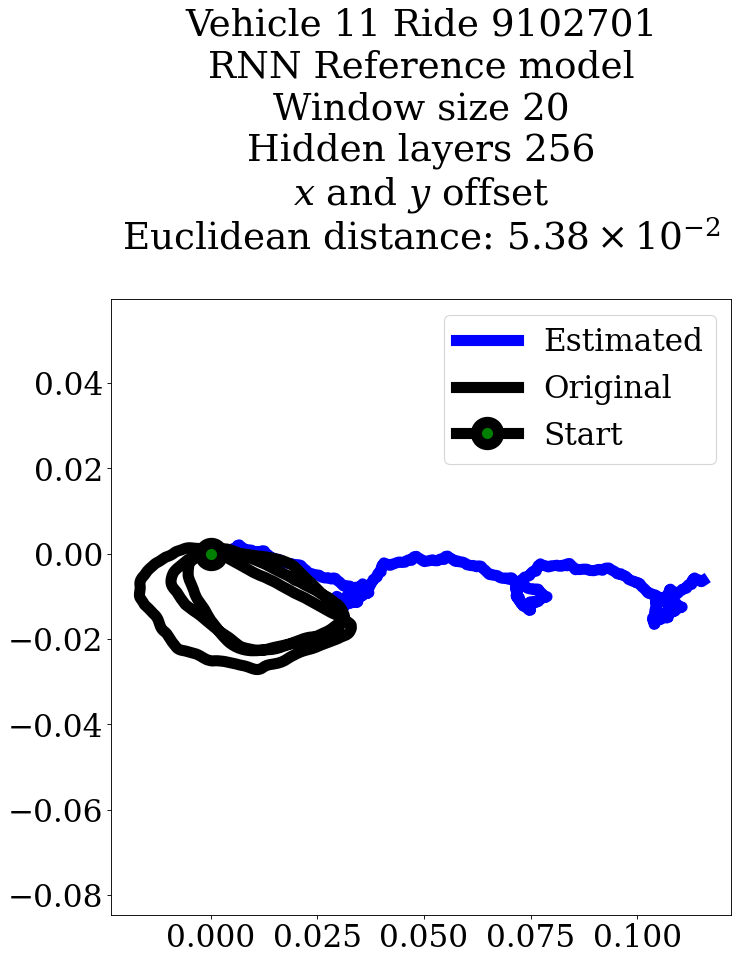 Vehicle 11 Ride 9102701
RNN Reference model
Window size 20
Hidden layers 256
x and y offset
Euclidean distance: 5.38 × 10⁻²
Estimated
Original
Start
0.04
0.02
0.00
−0.02
−0.04
−0.06
−0.08
0.000 0.025 0.050 0.075 0.100